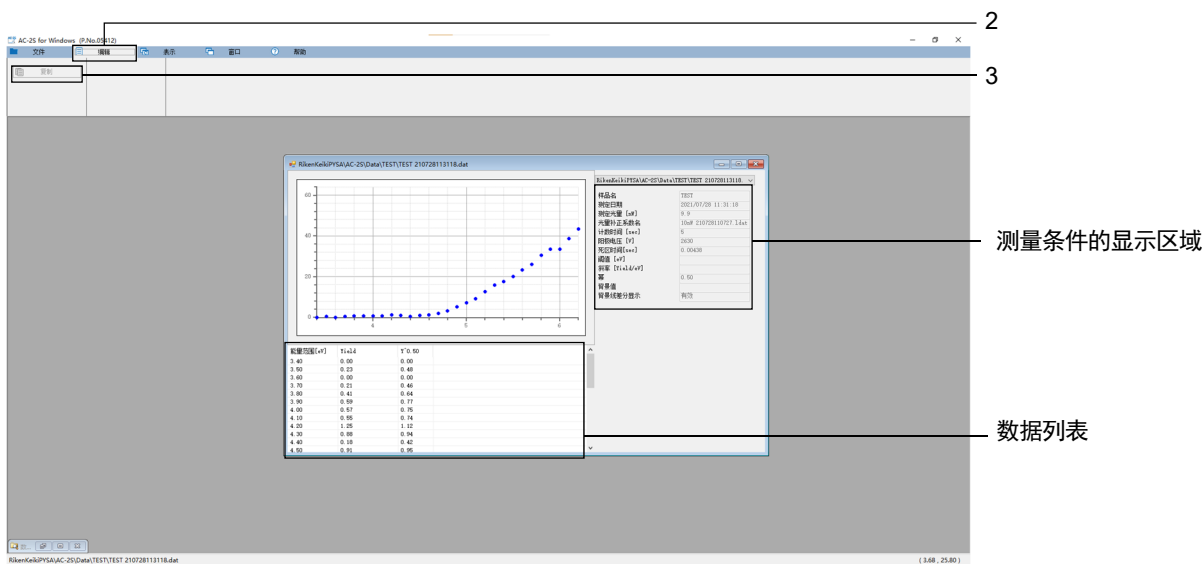 2
AC-2S for Windows (P.No.05412)
文件 编辑 表示 窗口 帮助
复制
3
RikenKeikiPYSA\AC-2S\Data\TEST\TEST 210728113118.dat
RikenKeikiPYSA\AC-2S\Data\TEST\TEST 210728113118.
60
40
20
0
4 5 6
样品名 TEST
测定日期 2021/07/28 11:31:18
测定光量 [nW] 9.9
光量补正系数名 10nW 210728110727.ldat
计数时间 [sec] 5
阳极电压 [V] 2630
死区时间[sec] 0.00438
阈值 [eV]
斜率 [Yield/eV]
幂 0.50
背景值
背景线差分显示 有效
测量条件的显示区域
能量范围[eV] Yield Y^0.50
3.40 0.00 0.00
3.50 0.23 0.48
3.60 0.00 0.00
3.70 0.21 0.46
3.80 0.41 0.64
3.90 0.59 0.77
4.00 0.57 0.75
4.10 0.55 0.74
4.20 1.25 1.12
4.30 0.88 0.94
4.40 0.18 0.42
4.50 0.91 0.95
数据列表
RikenKeikiPYSA\AC-2S\Data\TEST\TEST 210728113118.dat
( 3.68 , 25.80 )